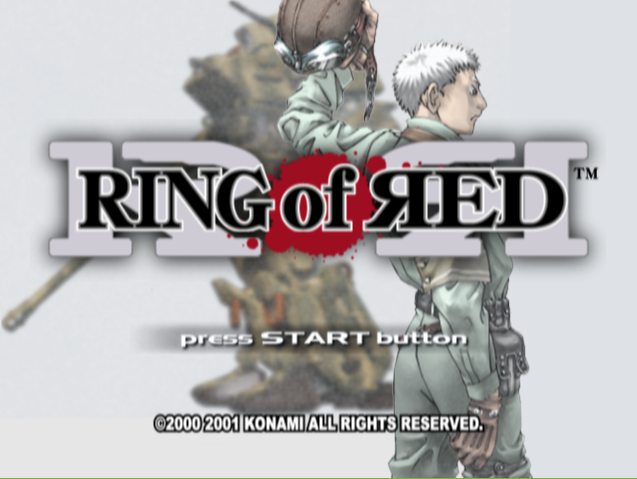 RING of ЯED™
press START button
©2000 2001 KONAMI ALL RIGHTS RESERVED.